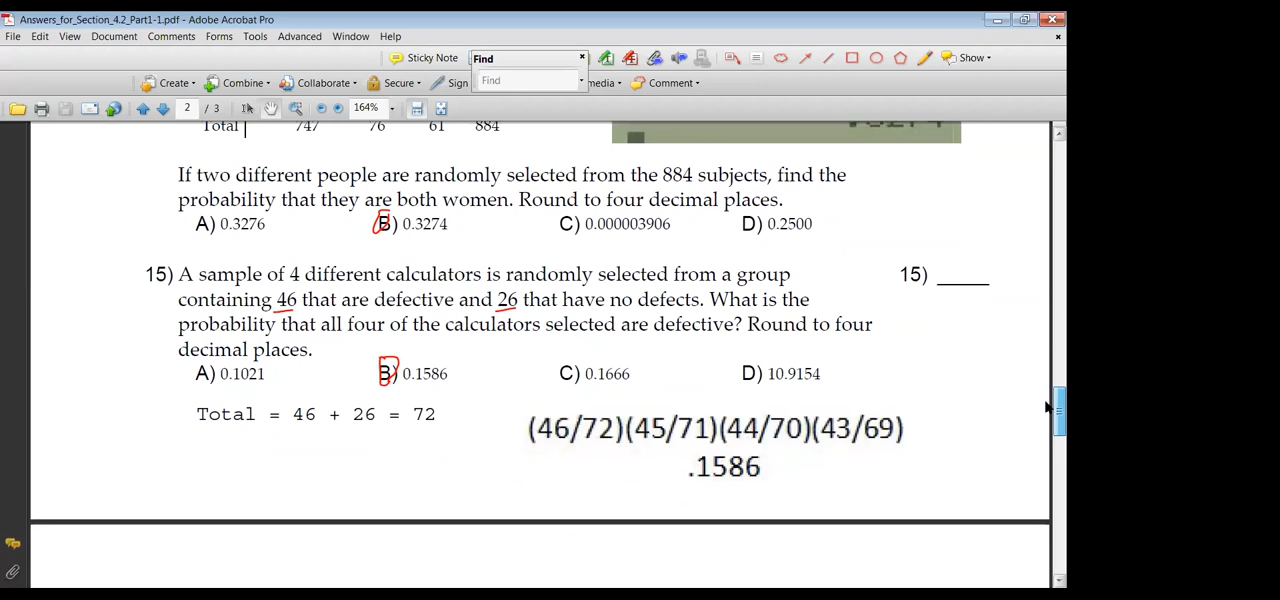 Answers_for_Section_4.2_Part1-1.pdf - Adobe Acrobat Pro
File Edit View Document Comments Forms Tools Advanced Window Help
Sticky Note Find Show
Find
Create Combine Collaborate Secure Sign media Comment
2 / 3 164%
Total 747 76 61 884
If two different people are randomly selected from the 884 subjects, find the
probability that they are both women. Round to four decimal places.
A) 0.3276 B) 0.3274 C) 0.000003906 D) 0.2500
15) A sample of 4 different calculators is randomly selected from a group 15)
containing 46 that are defective and 26 that have no defects. What is the
probability that all four of the calculators selected are defective? Round to four
decimal places.
A) 0.1021 B) 0.1586 C) 0.1666 D) 10.9154
Total = 46 + 26 = 72
(46/72)(45/71)(44/70)(43/69)
.1586